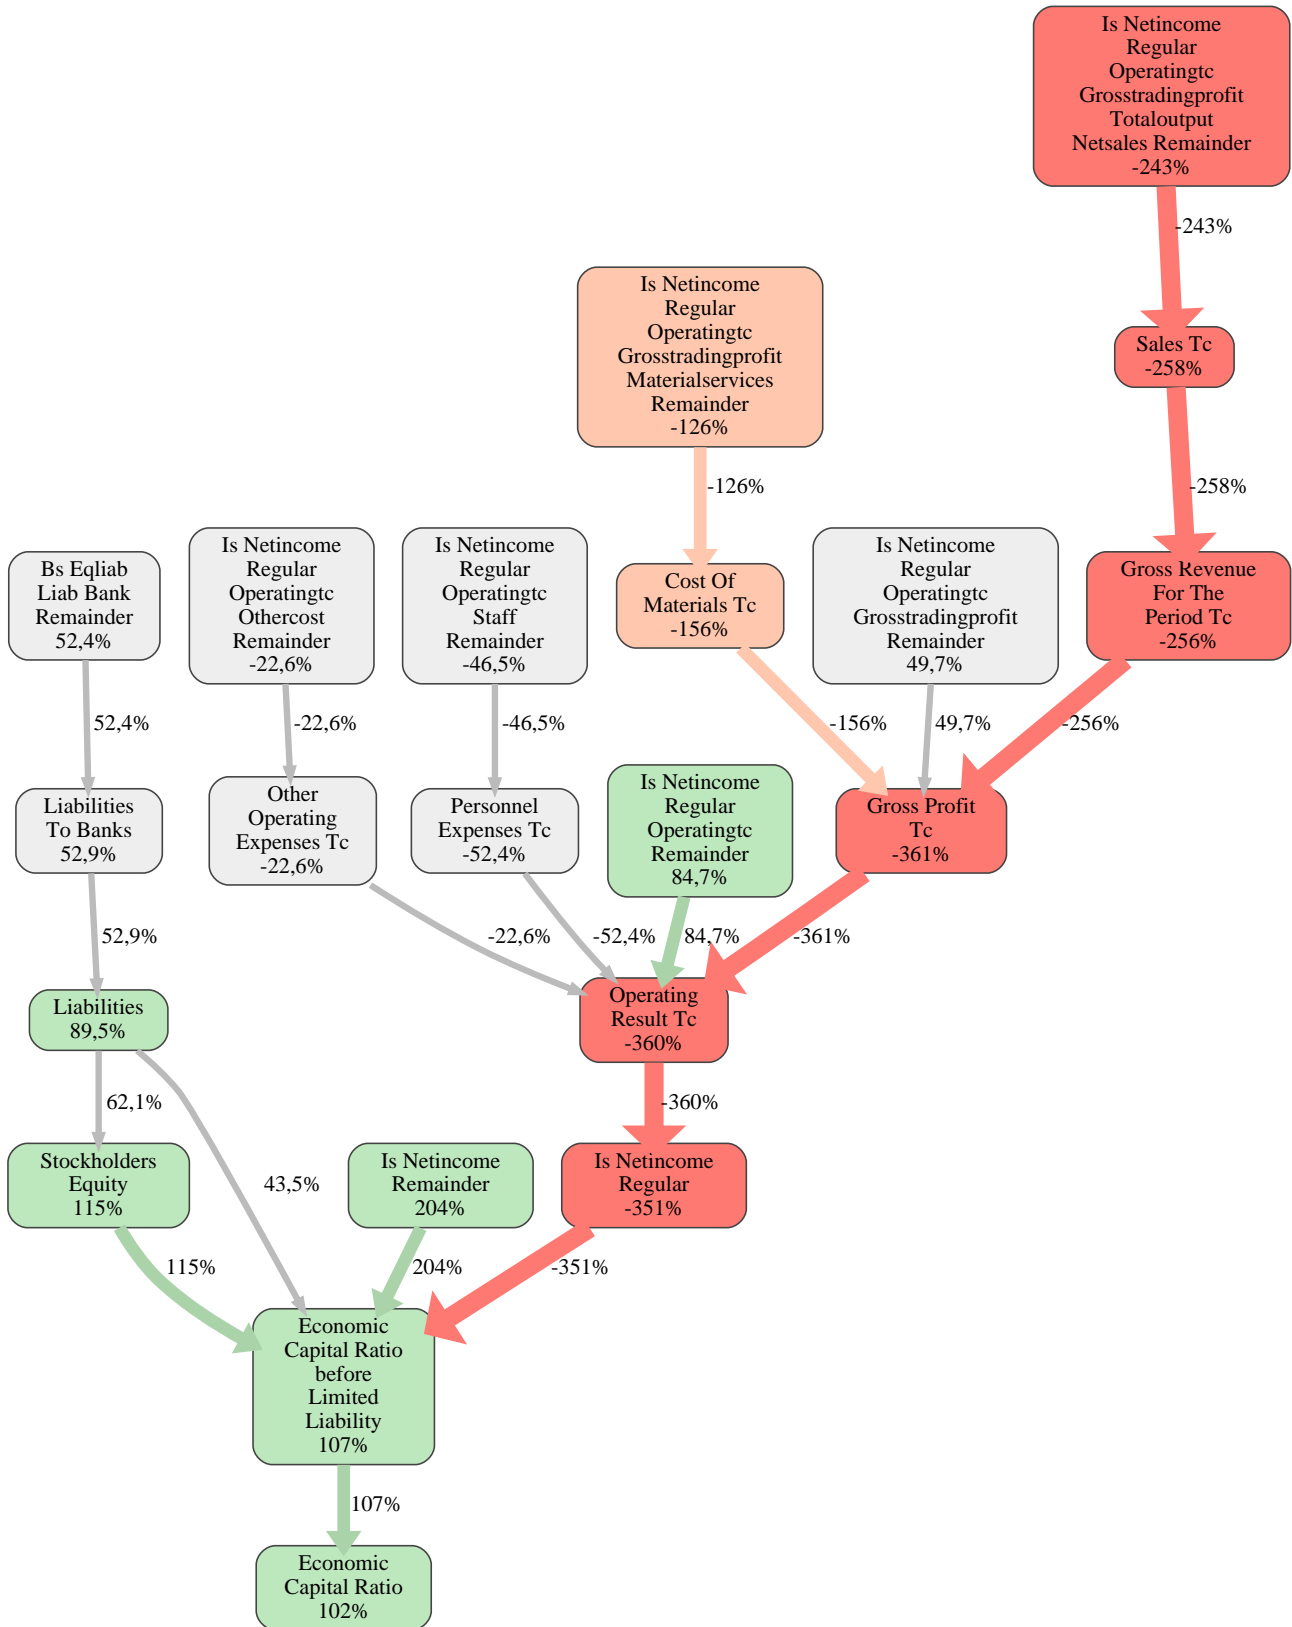 Is Netincome
Regular
Operatingtc
Grosstradingprofit
Totaloutput
Netsales Remainder
-243%
-243%
Is Netincome
Regular
Operatingtc
Grosstradingprofit
Materialservices
Remainder
-126%
Sales Tc
-258%
-126%
-258%
Bs Eqliab
Liab Bank
Remainder
52,4%
Is Netincome
Regular
Operatingtc
Othercost
Remainder
-22,6%
Is Netincome
Regular
Operatingtc
Staff
Remainder
-46,5%
Cost Of
Materials Tc
-156%
Is Netincome
Regular
Operatingtc
Grosstradingprofit
Remainder
49,7%
Gross Revenue
For The
Period Tc
-256%
52,4%
-22,6%
-46,5%
-156%
49,7%
-256%
Liabilities
To Banks
52,9%
Other
Operating
Expenses Tc
-22,6%
Personnel
Expenses Tc
-52,4%
Is Netincome
Regular
Operatingtc
Remainder
84,7%
Gross Profit
Tc
-361%
52,9%
-22,6%
-52,4%
84,7%
-361%
Liabilities
89,5%
Operating
Result Tc
-360%
62,1%
-360%
Stockholders
Equity
115%
43,5%
Is Netincome
Remainder
204%
Is Netincome
Regular
-351%
115%
204%
-351%
Economic
Capital Ratio
before
Limited
Liability
107%
107%
Economic
Capital Ratio
102%